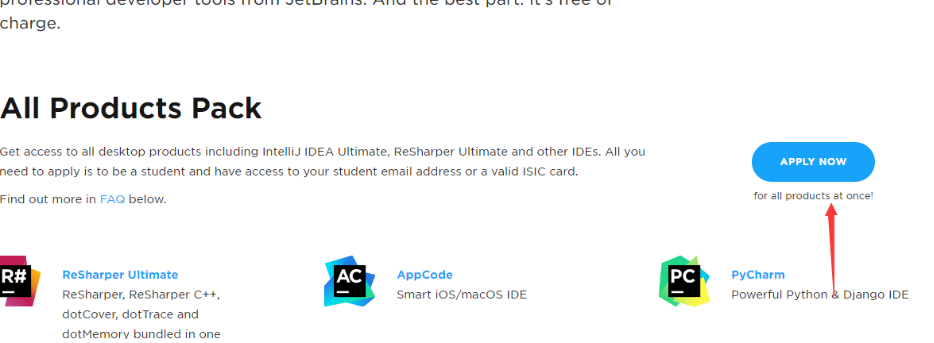 professional developer tools from JetBrains. And the best part: it's free of
charge.
All Products Pack
Get access to all desktop products including IntelliJ IDEA Ultimate, ReSharper Ultimate and other IDEs. All you
need to apply is to be a student and have access to your student email address or a valid ISIC card.
Find out more in FAQ below.
APPLY NOW
for all products at once!
R#
ReSharper Ultimate
ReSharper, ReSharper C++,
dotCover, dotTrace and
dotMemory bundled in one
AC
AppCode
Smart iOS/macOS IDE
PC
PyCharm
Powerful Python & Django IDE